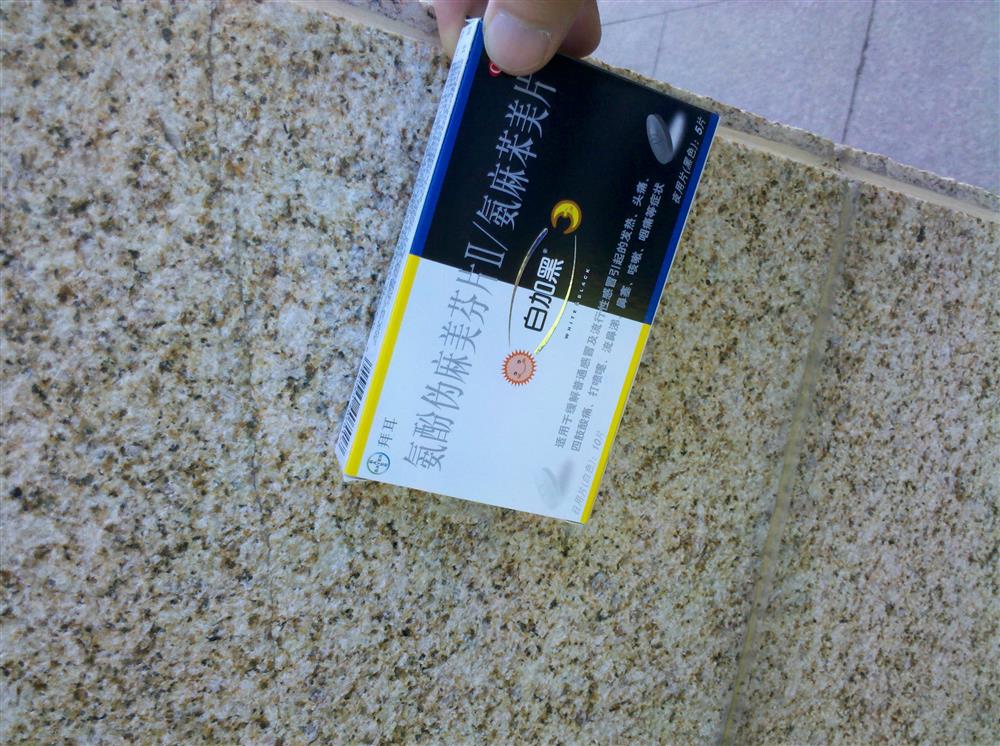 拜耳
氨酚伪麻美芬片Ⅱ/氨麻苯美片
白加黑®
WHITE & BLACK
适用于缓解普通感冒及流行性感冒引起的发热、头痛、
四肢酸痛、打喷嚏、流鼻涕、鼻塞、咳嗽、咽痛等症状
日用片(白色)：10片
夜用片(黑色)：5片